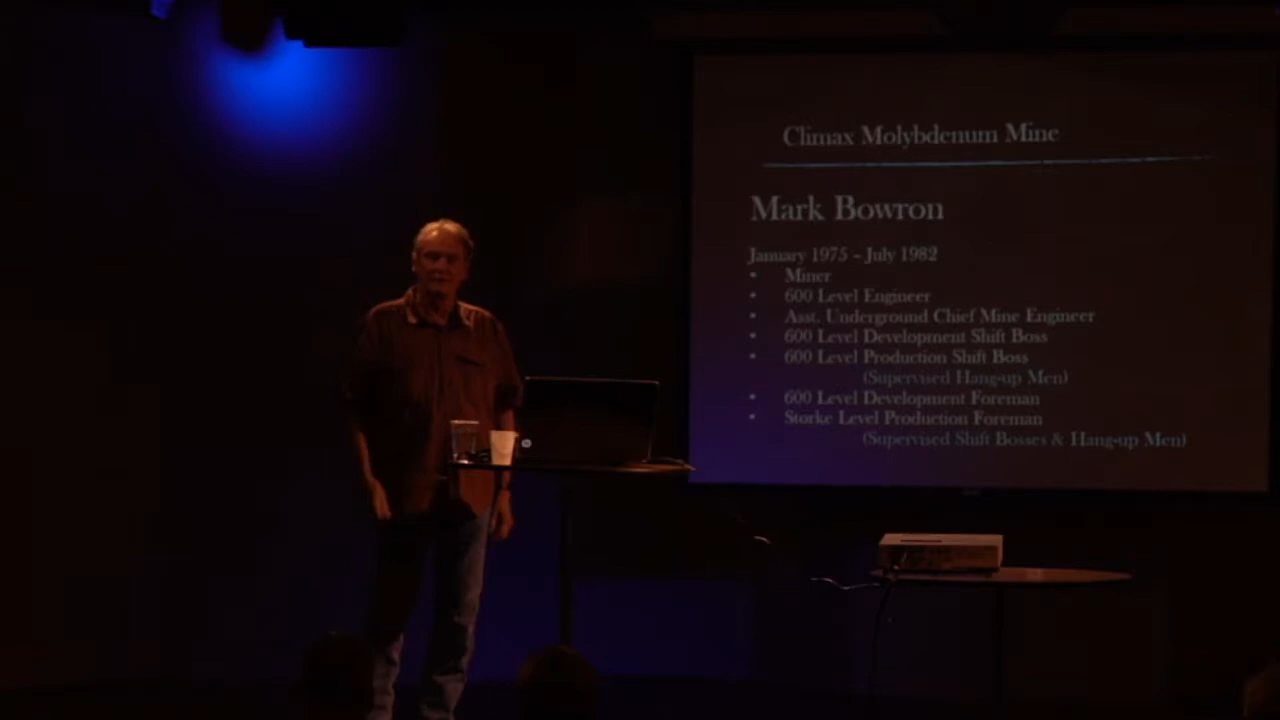 Climax Molybdenum Mine
Mark Bowron
January 1975 - July 1982
• Miner
• 600 Level Engineer
• Asst. Underground Chief Mine Engineer
• 600 Level Development Shift Boss
• 600 Level Production Shift Boss
(Supervised Hang-up Men)
• 600 Level Development Foreman
• Storke Level Production Foreman
(Supervised Shift Bosses & Hang-up Men)